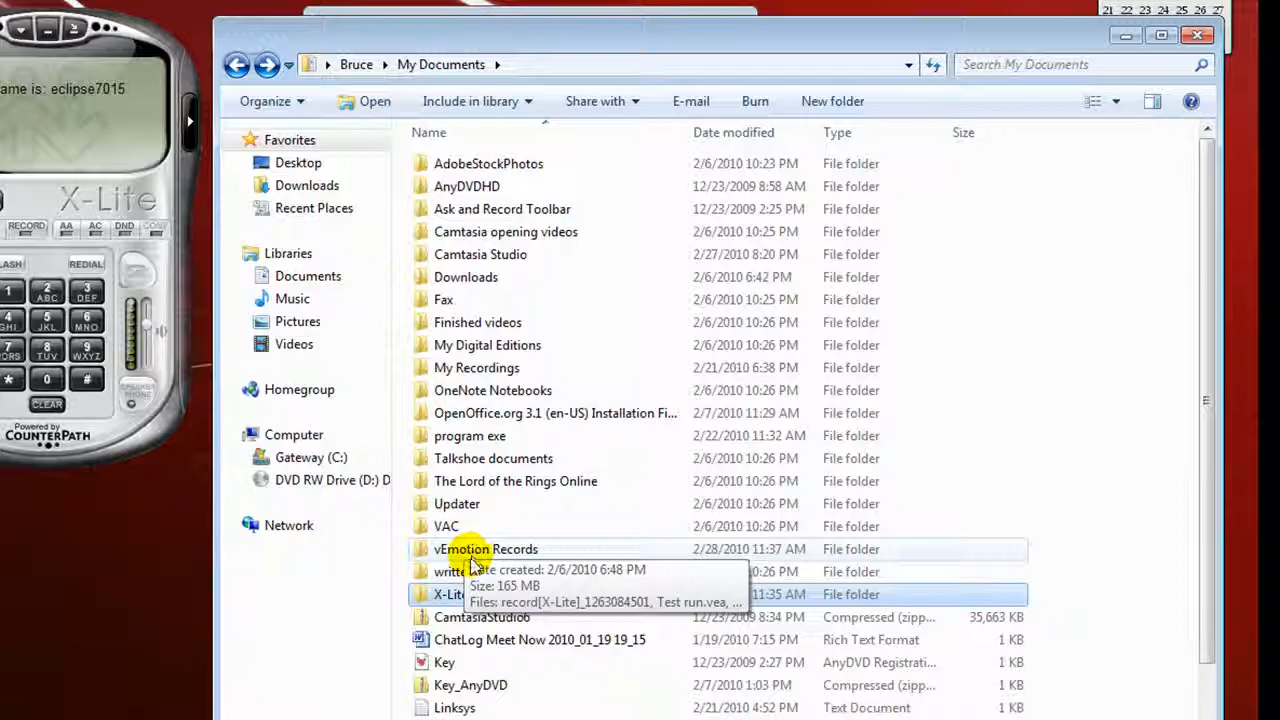 21 22 23 24 25 26 27
Bruce My Documents
Search My Documents
ame is: eclipse7015
Organize Open Include in library Share with E-mail Burn New folder
Name Date modified Type Size
Favorites
Desktop
Downloads
Recent Places
Libraries
Documents
Music
Pictures
Videos
Homegroup
Computer
Gateway (C:)
DVD RW Drive (D:) D
Network
AdobeStockPhotos 2/6/2010 10:23 PM File folder
AnyDVDHD 12/23/2009 8:58 AM File folder
Ask and Record Toolbar 12/23/2009 2:25 PM File folder
Camtasia opening videos 2/6/2010 10:25 PM File folder
Camtasia Studio 2/27/2010 8:20 PM File folder
Downloads 2/6/2010 6:42 PM File folder
Fax 2/6/2010 10:25 PM File folder
Finished videos 2/6/2010 10:26 PM File folder
My Digital Editions 2/6/2010 10:26 PM File folder
My Recordings 2/21/2010 6:38 PM File folder
OneNote Notebooks 2/6/2010 10:26 PM File folder
OpenOffice.org 3.1 (en-US) Installation Fi... 2/7/2010 11:29 AM File folder
program exe 2/22/2010 11:32 AM File folder
Talkshoe documents 2/6/2010 10:26 PM File folder
The Lord of the Rings Online 2/6/2010 10:26 PM File folder
Updater 2/6/2010 10:26 PM File folder
VAC 2/6/2010 10:26 PM File folder
vEmotion Records 2/28/2010 11:37 AM File folder
writte 10:26 PM File folder
X-Lite 11:35 AM File folder
ate created: 2/6/2010 6:48 PM
Size: 165 MB
Files: record[X-Lite]_1263084501, Test run.vea, ...
CamtasiaStudio6 12/23/2009 8:34 PM Compressed (zipp... 35,663 KB
ChatLog Meet Now 2010_01_19 19_15 1/19/2010 7:15 PM Rich Text Format 1 KB
Key 12/23/2009 2:27 PM AnyDVD Registrati... 1 KB
Key_AnyDVD 2/7/2010 1:03 PM Compressed (zipp... 1 KB
Linksys 2/21/2010 4:52 PM Text Document 1 KB
X-Lite
RECORD AA AC DND CONF
LASH REDIAL
1 2 ABC 3 DEF
4 GHI 5 JKL 6 MNO
7 PQRS 8 TUV 9 WXYZ
* 0 #
SPEAKER PHONE
CLEAR
Powered by
COUNTERPATH